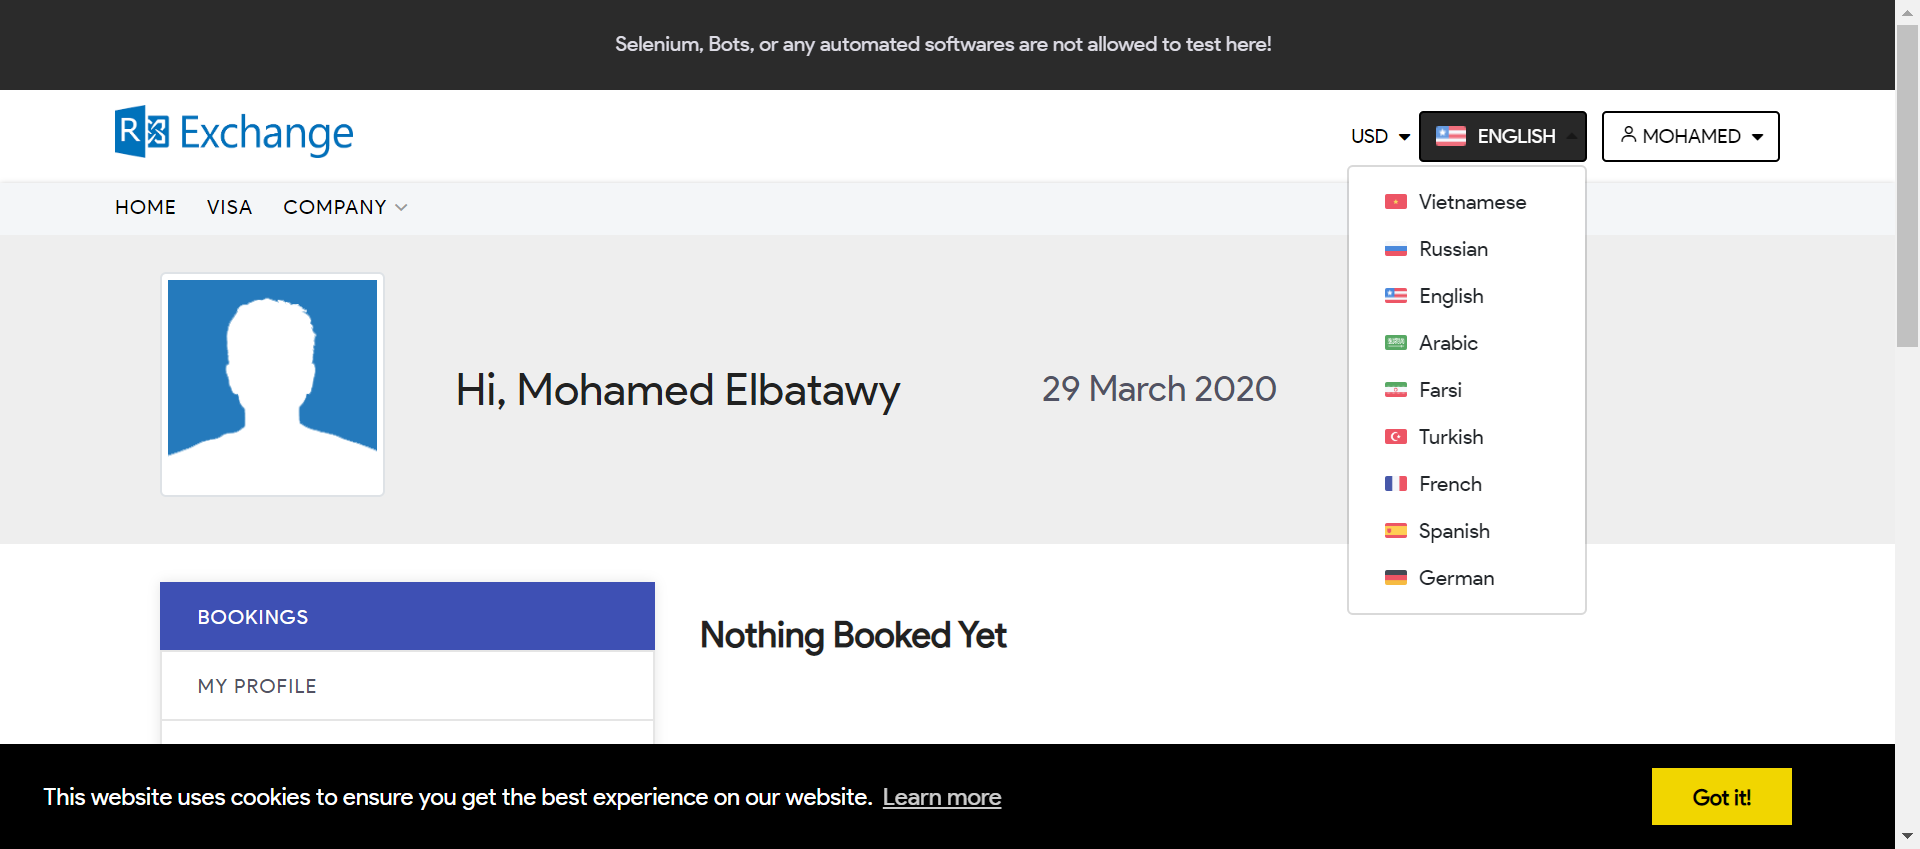 Selenium, Bots, or any automated softwares are not allowed to test here!
R Exchange
USD
ENGLISH
MOHAMED
HOME VISA COMPANY
Vietnamese
Russian
English
Arabic
Farsi
Turkish
French
Spanish
German
Hi, Mohamed Elbatawy
29 March 2020
BOOKINGS
MY PROFILE
Nothing Booked Yet
This website uses cookies to ensure you get the best experience on our website. Learn more
Got it!